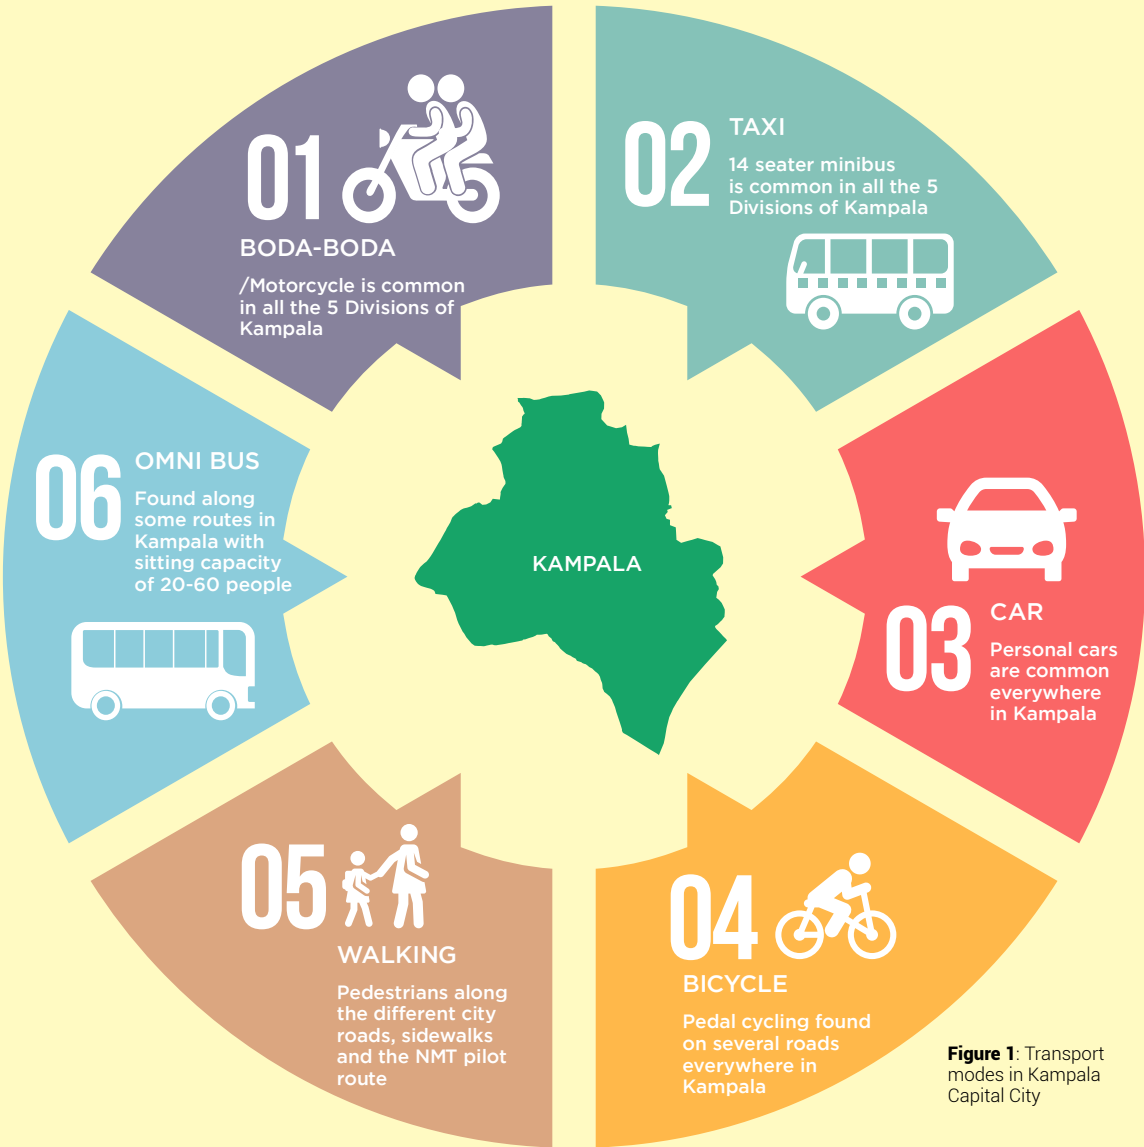 01
BODA-BODA
/Motorcycle is common
in all the 5 Divisions of
Kampala
02
TAXI
14 seater minibus
is common in all the 5
Divisions of Kampala
03
CAR
Personal cars
are common
everywhere
in Kampala
04
BICYCLE
Pedal cycling found
on several roads
everywhere in
Kampala
05
WALKING
Pedestrians along
the different city
roads, sidewalks
and the NMT pilot
route
06
OMNI BUS
Found along
some routes in
Kampala with
sitting capacity
of 20-60 people
KAMPALA
Figure 1: Transport
modes in Kampala
Capital City